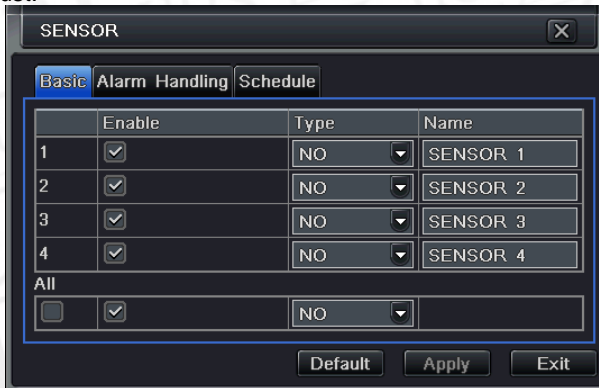 SENSOR
Basic Alarm Handling Schedule
Enable Type Name
1 NO SENSOR 1
2 NO SENSOR 2
3 NO SENSOR 3
4 NO SENSOR 4
All
NO
Default Apply Exit